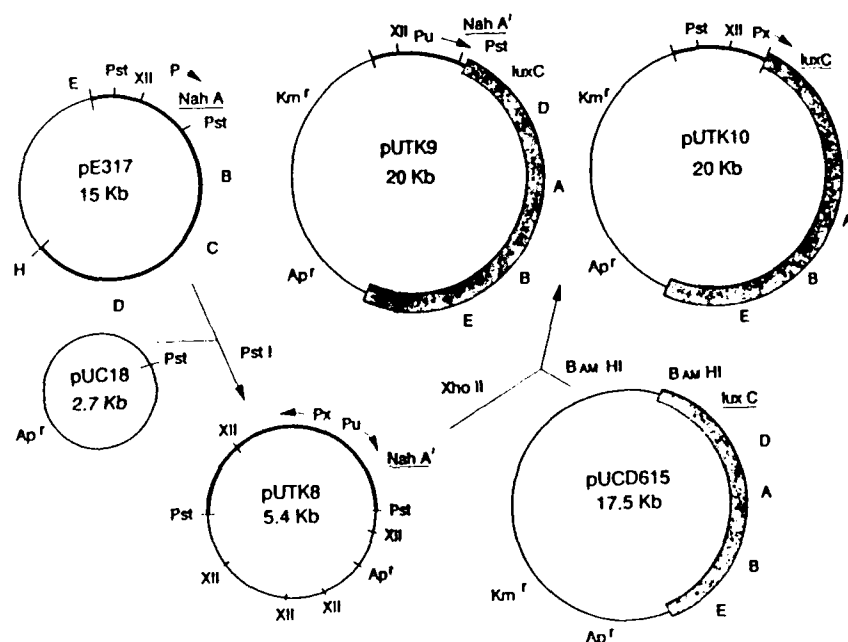 E
Pst
XII
P
Nah A
Pst
pE317
15 Kb
B
C
D
H
XII
Pu
Nah A'
Pst
luxC
D
Km r
pUTK9
20 Kb
A
Ap r
B
E
Pst
XII
Px
luxC
Km r
pUTK10
20 Kb
A
Ap r
B
E
Pst
pUC18
2.7 Kb
Ap r
Pst I
XII
Px
Pu
Nah A'
pUTK8
5.4 Kb
Pst
Pst
XII
Ap r
XII
XII
XII
Xho II
BAM HI
BAM HI
lux C
D
pUCD615
17.5 Kb
A
B
Km r
E
Ap r